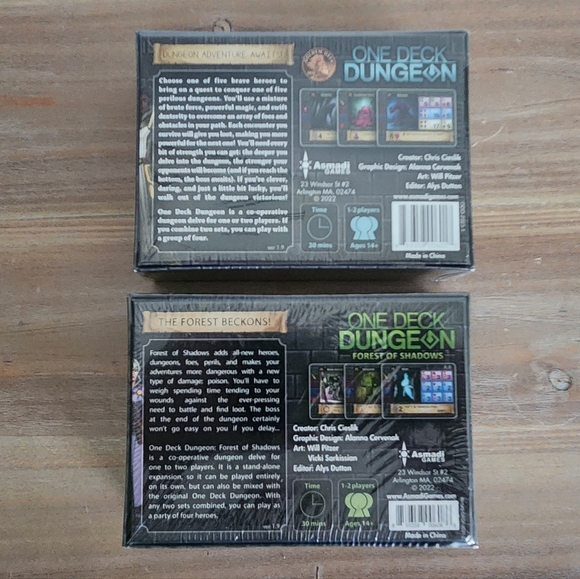 DUNGEON ADVENTURE AWAITS!
Choose one of five brave heroes to
bring on a quest to conquer one of five
perilous dungeons. You'll use a mixture
of brute force, powerful magic, and swift
dexterity to overcome an array of foes and
obstacles in your path. Each encounter you
survive will give you loot, making you more
powerful for the next one! You'll need every
bit of strength you can get: the deeper you
delve into the dungeon, the stronger your
opponents will become (and if you reach the
bottom, the boss awaits). If you're clever,
daring, and just a little bit lucky, you'll
walk out of the dungeon victorious!
One Deck Dungeon is a co-operative
dungeon delve for one or two players. If
you combine two sets, you can play with
a group of four.
ver 1.9
ONE DECK
DUNGEON
Asmadi
GAMES
23 Windsor St #2
Arlington MA, 02474
© 2022
Creator: Chris Cieslik
Graphic Design: Alanna Cervenak
Art: Will Pitzer
Editor: Alys Dutton
www.asmadigames.com
Time
30 mins
1-2 players
Ages 14+
Made in China
THE FOREST BECKONS!
Forest of Shadows adds all-new heroes,
dungeons, foes, perils, and makes your
adventures more dangerous with a new
type of damage: poison. You'll have to
weigh spending time tending to your
wounds against the ever-pressing
need to battle and find loot. The boss
at the end of the dungeon certainly
won't go easy on you if you delay...
One Deck Dungeon: Forest of Shadows
is a co-operative dungeon delve for
one to two players. It is a stand-alone
expansion, so it can be played entirely
on its own, but can also be mixed with
the original One Deck Dungeon. With
any two sets combined, you can play as
a party of four heroes.
ver 1.9
ONE DECK
DUNGEON
FOREST OF SHADOWS
Creator: Chris Cieslik
Graphic Design: Alanna Cervenak
Art: Will Pitzer
Vicki Sarkissian
Editor: Alys Dutton
Asmadi
GAMES
23 Windsor St #2
Arlington, MA. 02474
© 2022
www.AsmadiGames.com
Time
30 mins
1-2 players
Ages 14+
Made in China